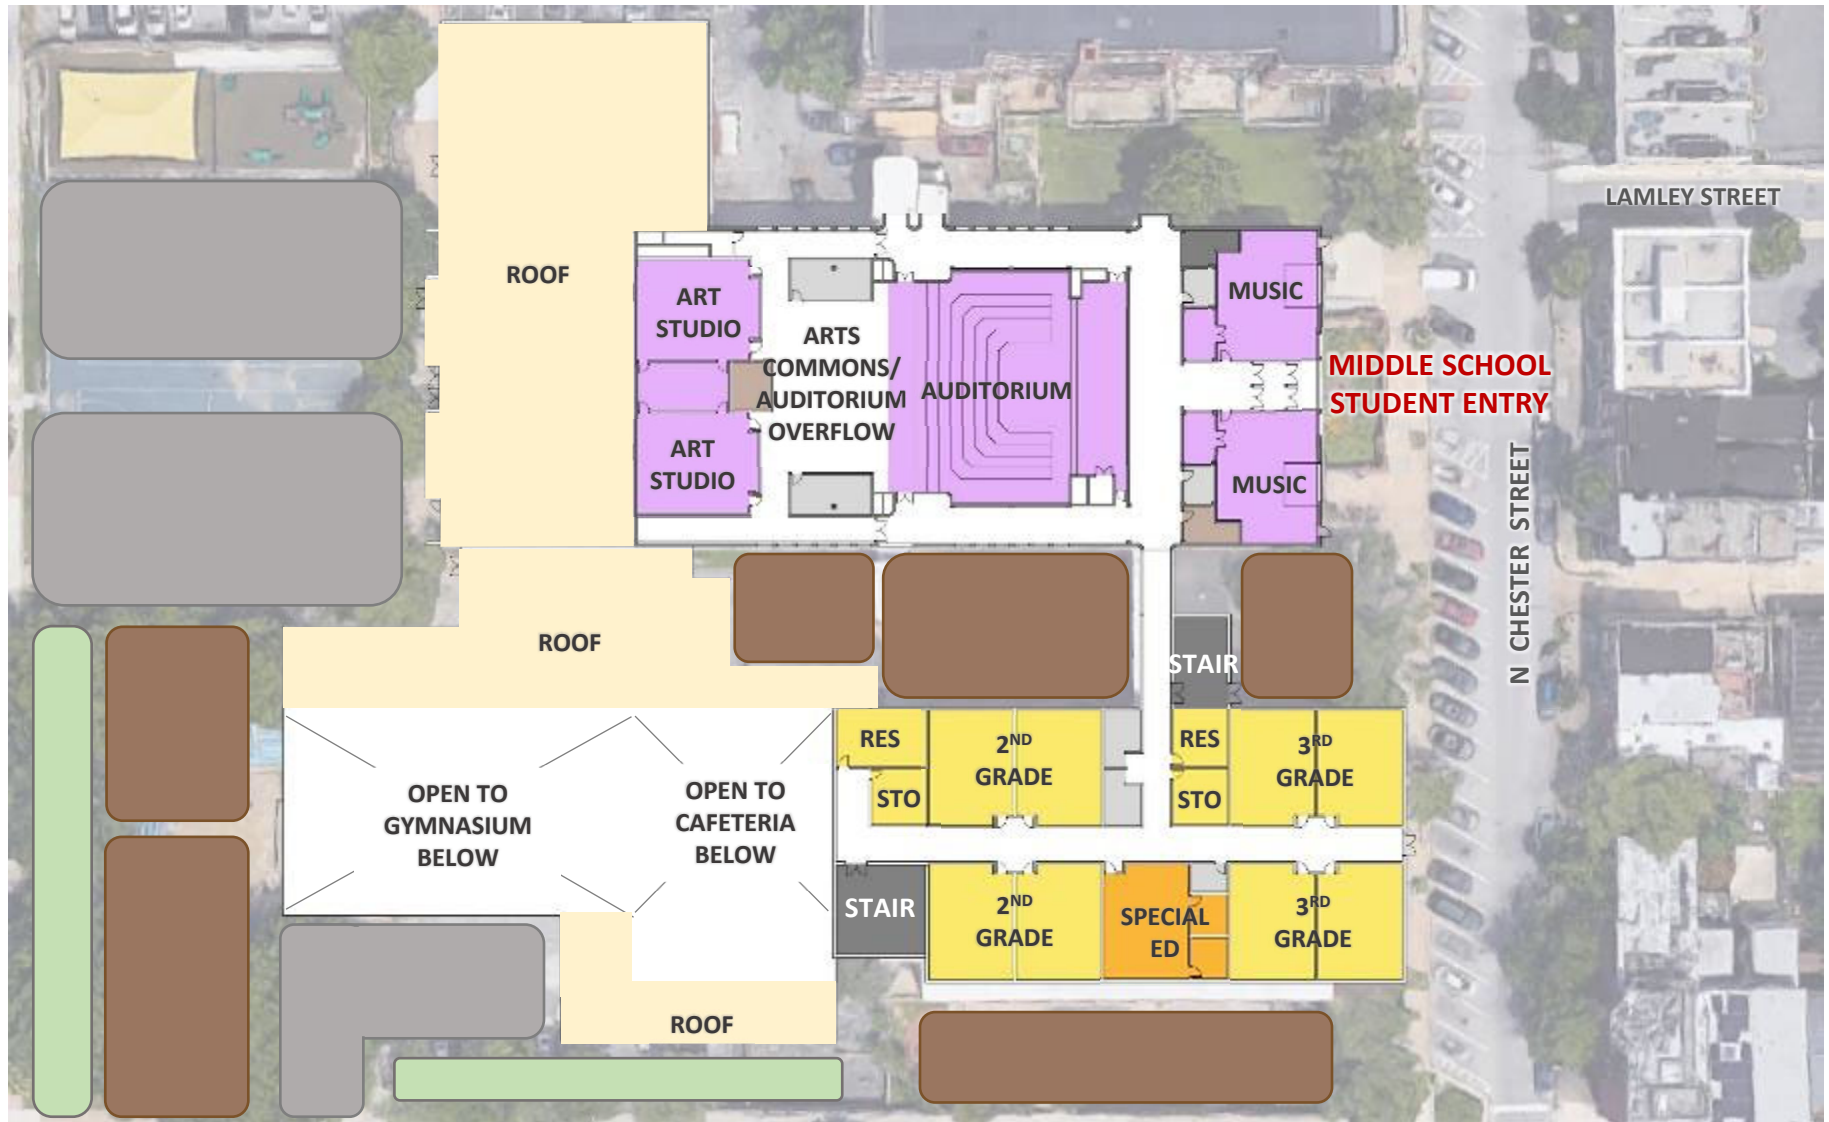 LAMLEY STREET
ROOF
ART
STUDIO
ARTS
COMMONS/
AUDITORIUM
OVERFLOW
AUDITORIUM
MUSIC
MIDDLE SCHOOL
STUDENT ENTRY
ART
STUDIO
MUSIC
N CHESTER STREET
ROOF
STAIR
RES
2ND
GRADE
STO
RES
3RD
GRADE
STO
OPEN TO
GYMNASIUM
BELOW
OPEN TO
CAFETERIA
BELOW
STAIR
2ND
GRADE
SPECIAL
ED
3RD
GRADE
ROOF